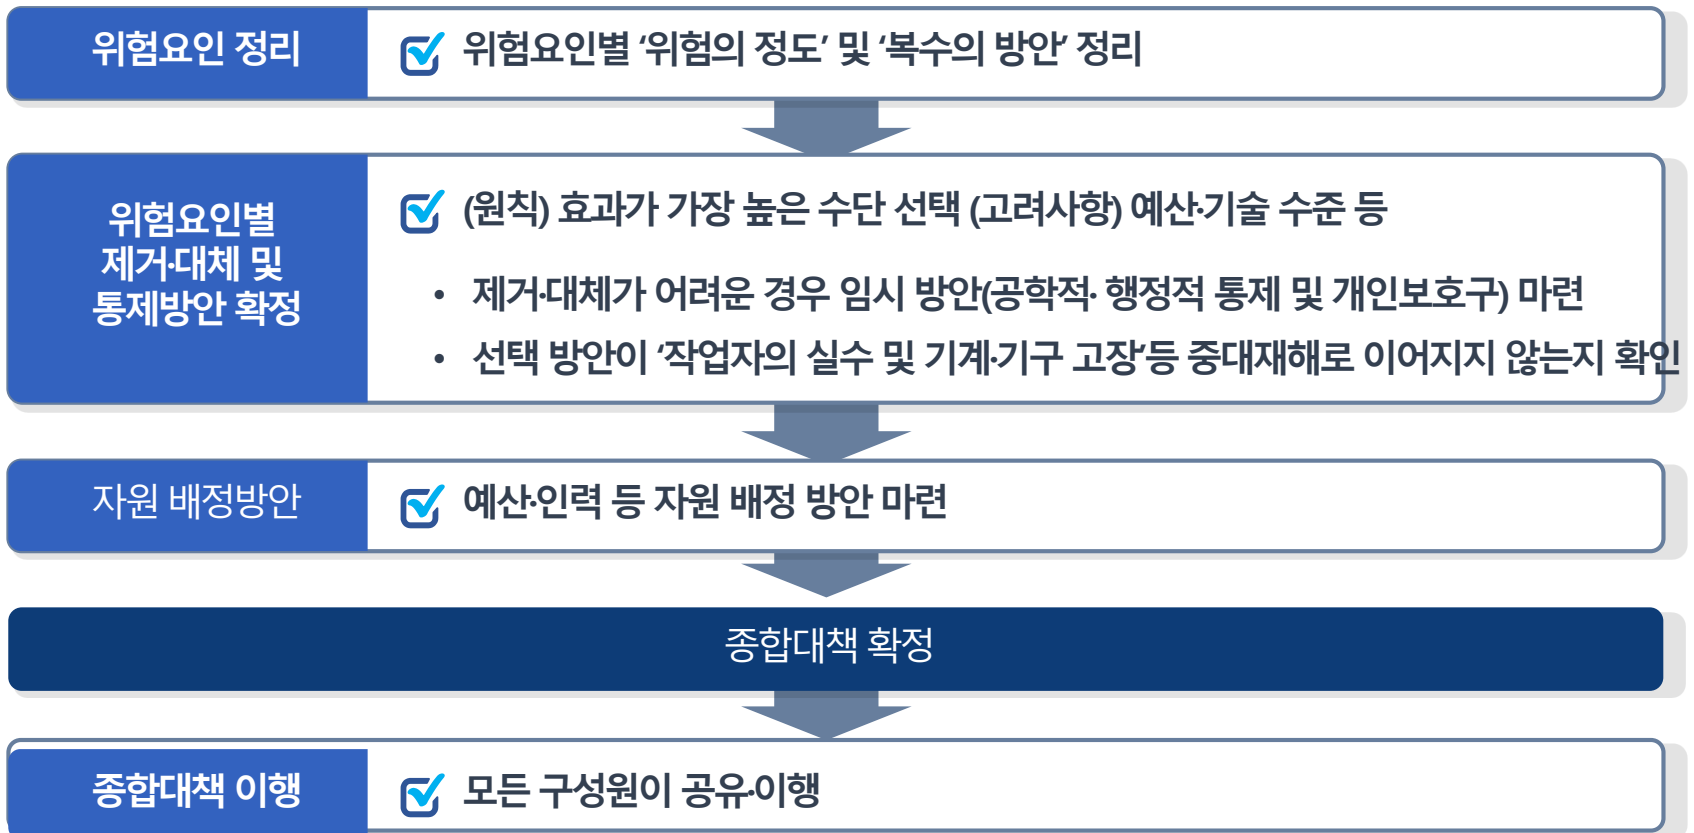 위험요인 정리
위험요인별 ‘위험의 정도’ 및 ‘복수의 방안’ 정리
위험요인별
제거·대체 및
통제방안 확정
(원칙) 효과가 가장 높은 수단 선택 (고려사항) 예산·기술 수준 등
• 제거·대체가 어려운 경우 임시 방안(공학적· 행정적 통제 및 개인보호구) 마련
• 선택 방안이 ‘작업자의 실수 및 기계·기구 고장’등 중대재해로 이어지지 않는지 확인
자원 배정방안
예산·인력 등 자원 배정 방안 마련
종합대책 확정
종합대책 이행
모든 구성원이 공유·이행